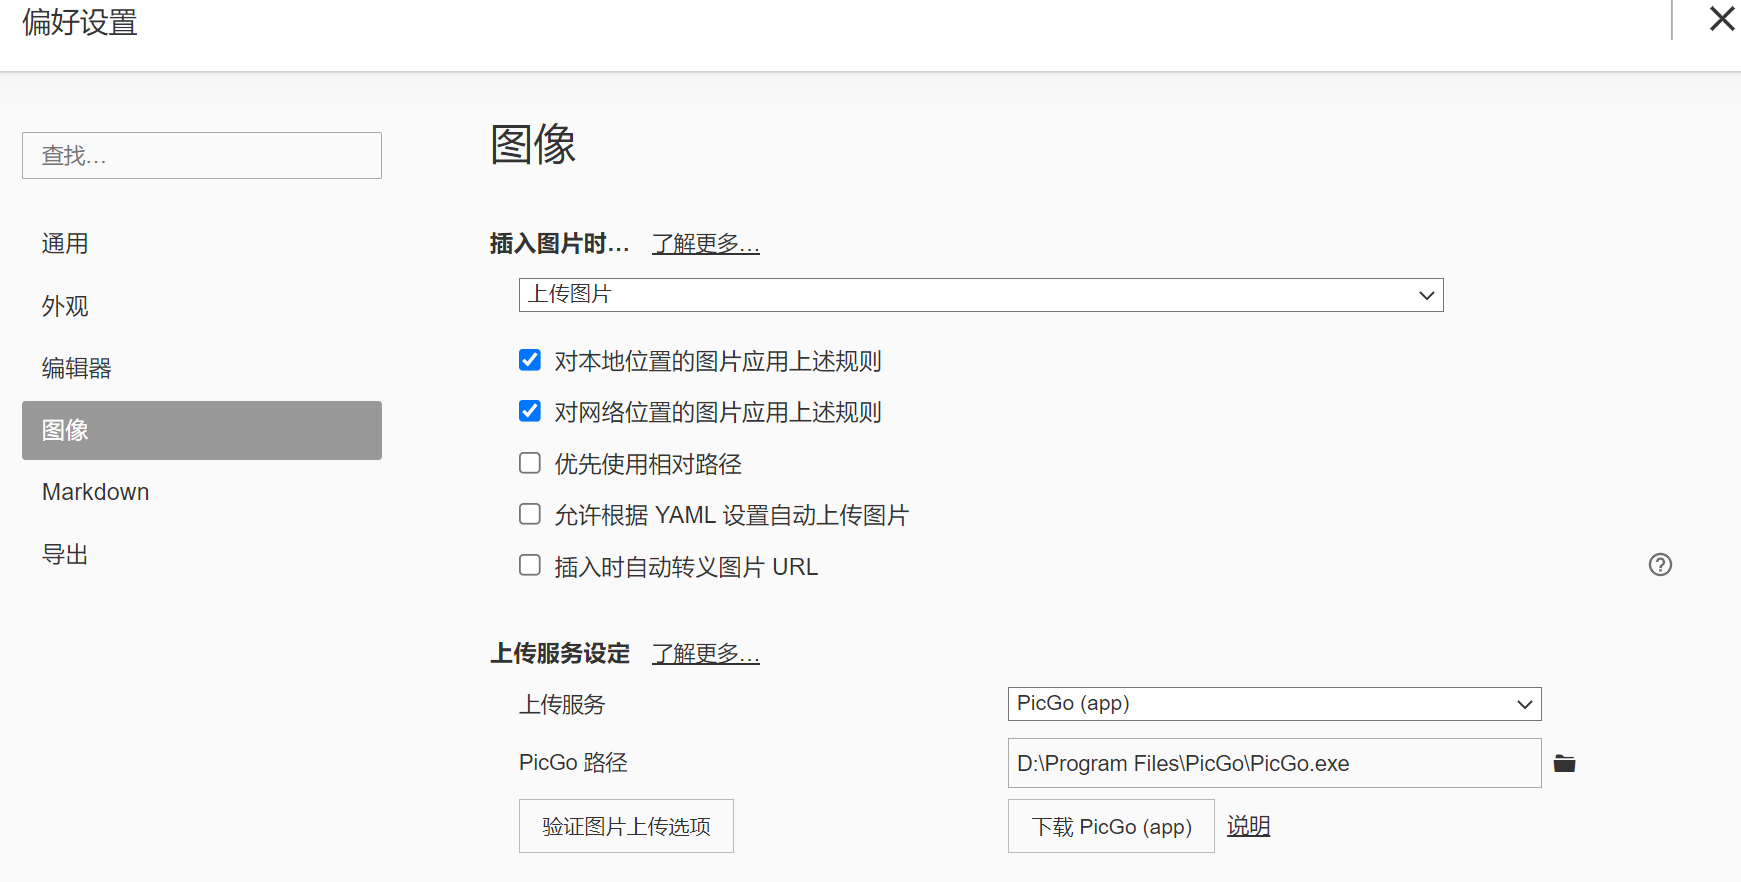 偏好设置
查找…
通用
外观
编辑器
图像
Markdown
导出
图像
插入图片时… 了解更多…
上传图片
对本地位置的图片应用上述规则
对网络位置的图片应用上述规则
优先使用相对路径
允许根据 YAML 设置自动上传图片
插入时自动转义图片 URL
上传服务设定 了解更多…
上传服务 PicGo (app)
PicGo 路径 D:\Program Files\PicGo\PicGo.exe
验证图片上传选项 下载 PicGo (app) 说明